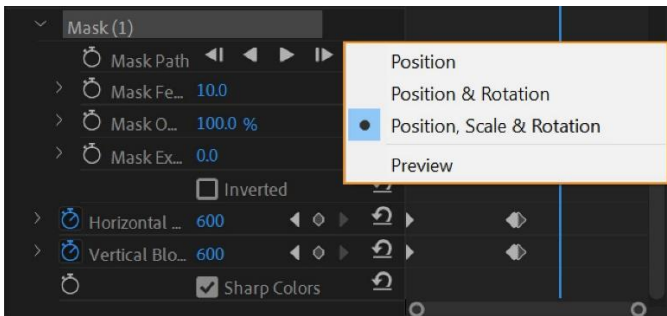 Mask (1)
Mask Path
Position
Position & Rotation
Mask Fe... 10.0
Position, Scale & Rotation
Mask O... 100.0 %
Preview
Mask Ex... 0.0
Inverted
Horizontal ... 600
Vertical Blo... 600
Sharp Colors